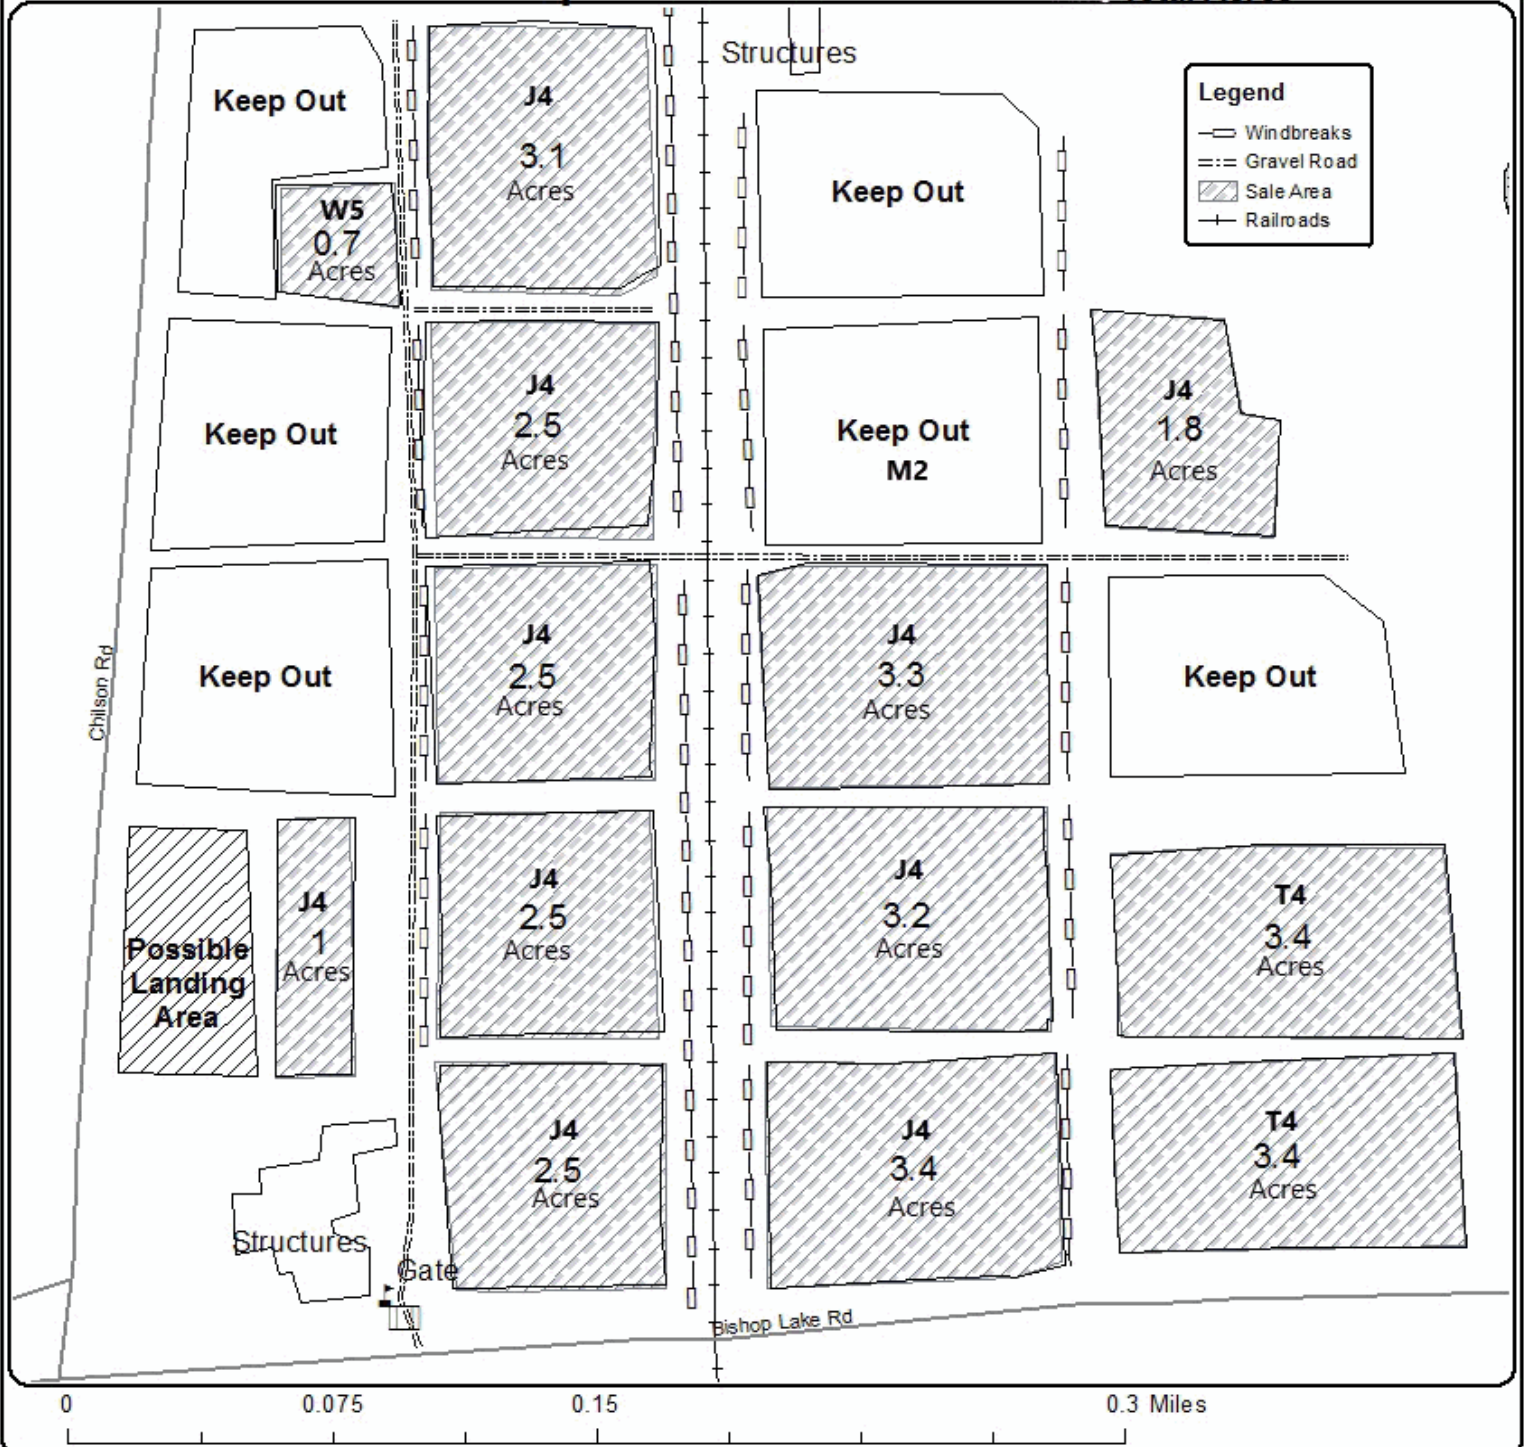 Structures
Legend
Windbreaks
Gravel Road
Sale Area
Railroads
Keep Out
J4
3.1
Acres
Keep Out
W5
0.7
Acres
Keep Out
J4
2.5
Acres
Keep Out
M2
J4
1.8
Acres
Chilson Rd
Keep Out
J4
2.5
Acres
J4
3.3
Acres
Keep Out
Possible
Landing
Area
J4
1
Acres
J4
2.5
Acres
J4
3.2
Acres
T4
3.4
Acres
J4
2.5
Acres
J4
3.4
Acres
T4
3.4
Acres
Structures
Gate
Bishop Lake Rd
0 0.075 0.15 0.3 Miles